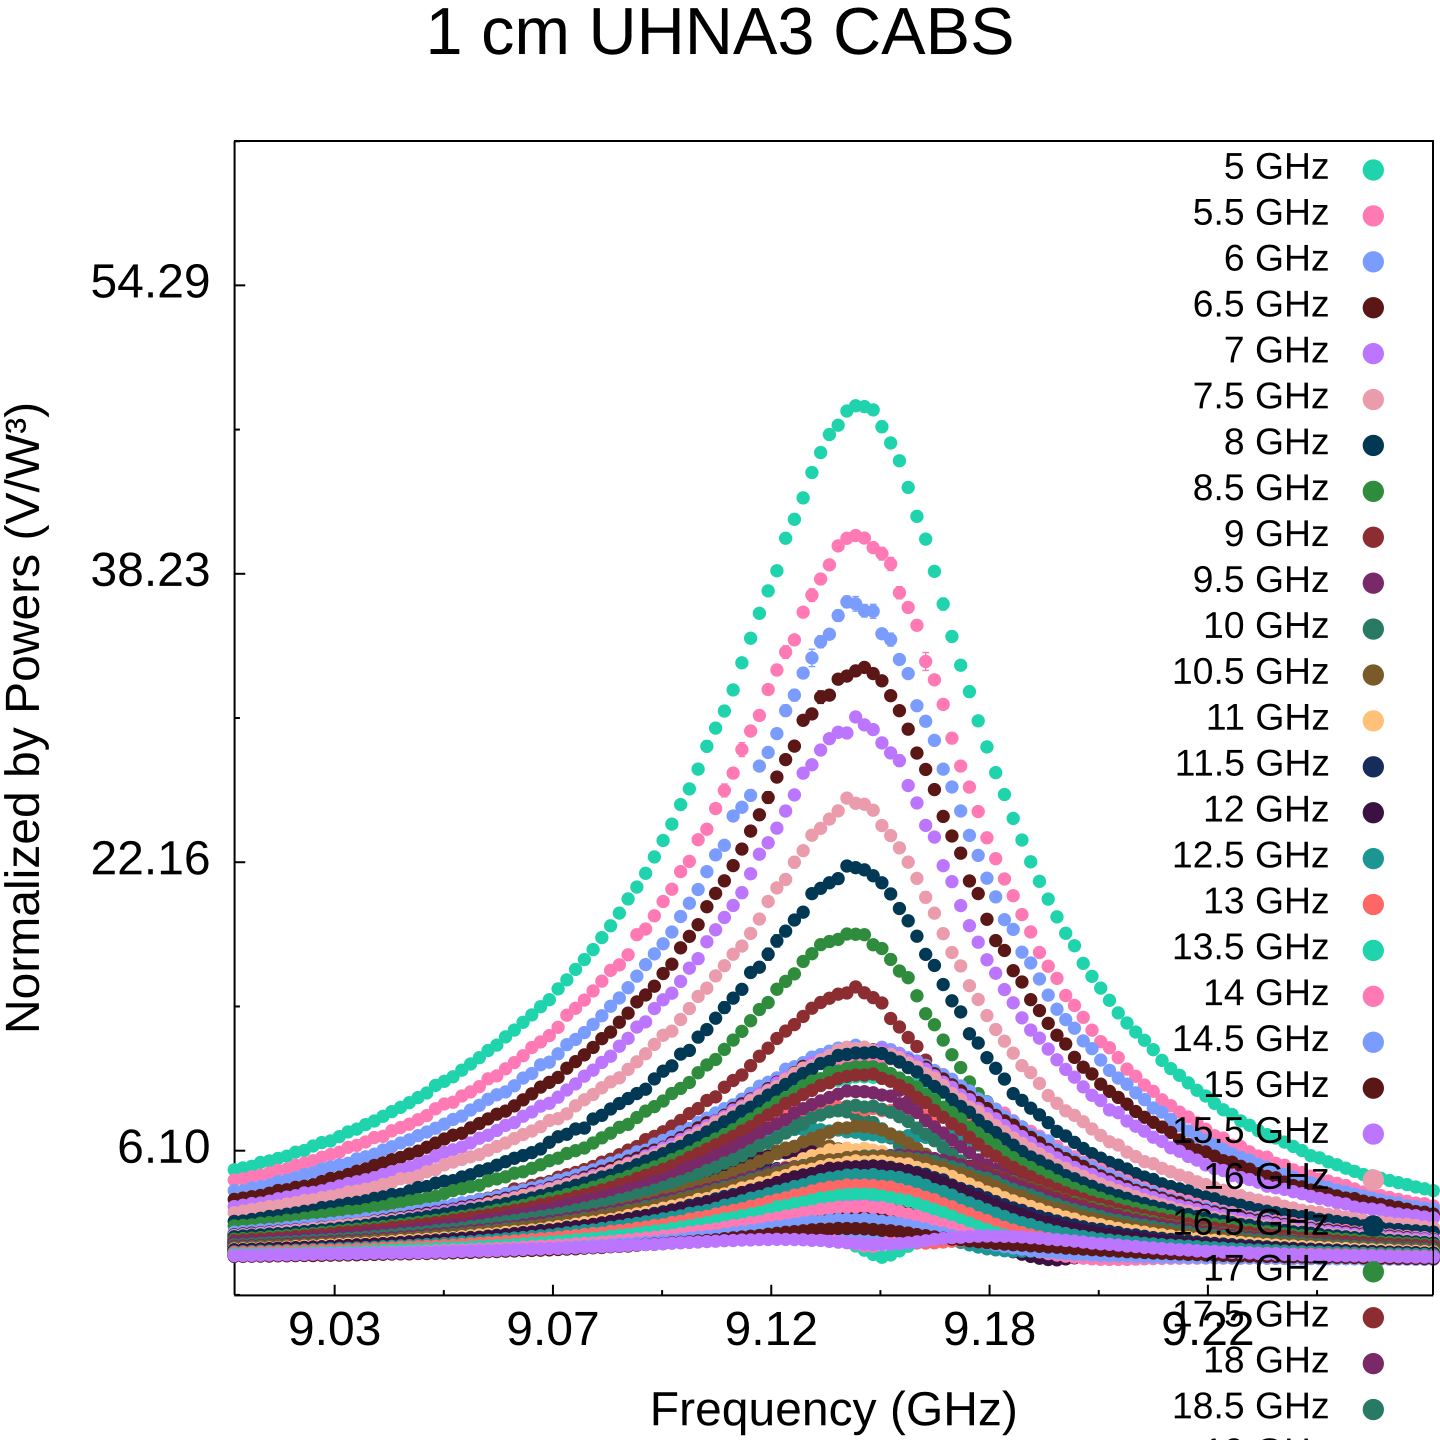 1 cm UHNA3 CABS
5 GHz
5.5 GHz
6 GHz
54.29
6.5 GHz
7 GHz
7.5 GHz
8 GHz
8.5 GHz
9 GHz
38.23
9.5 GHz
10 GHz
10.5 GHz
11 GHz
11.5 GHz
12 GHz
22.16
12.5 GHz
13 GHz
13.5 GHz
14 GHz
14.5 GHz
15 GHz
6.10
15.5 GHz
16 GHz
16.5 GHz
17 GHz
17.5 GHz
18 GHz
18.5 GHz
Normalized by Powers (V/W³)
9.03 9.07 9.12 9.18 9.22
Frequency (GHz)